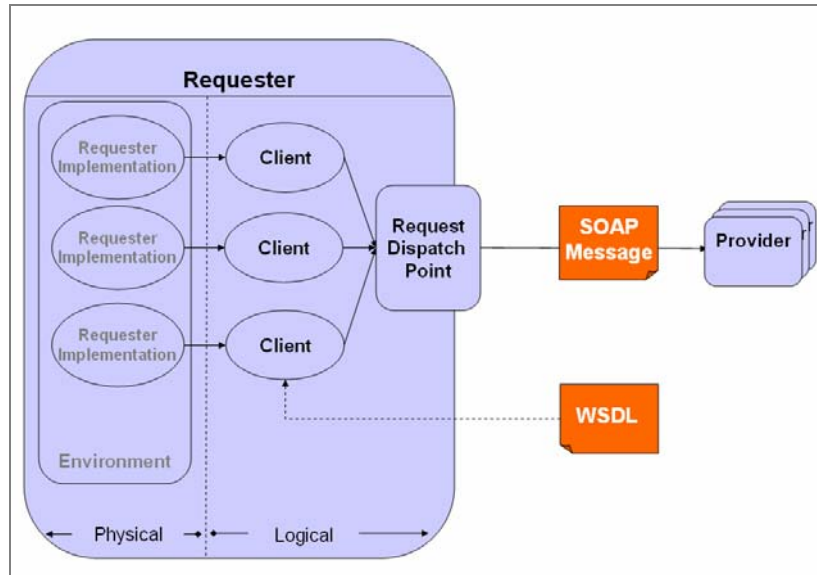 Requester
Requester
Implementation
Client
Requester
Implementation
Client
Requester
Implementation
Client
Request
Dispatch
Point
SOAP
Message
Provider
WSDL
Environment
Physical
Logical